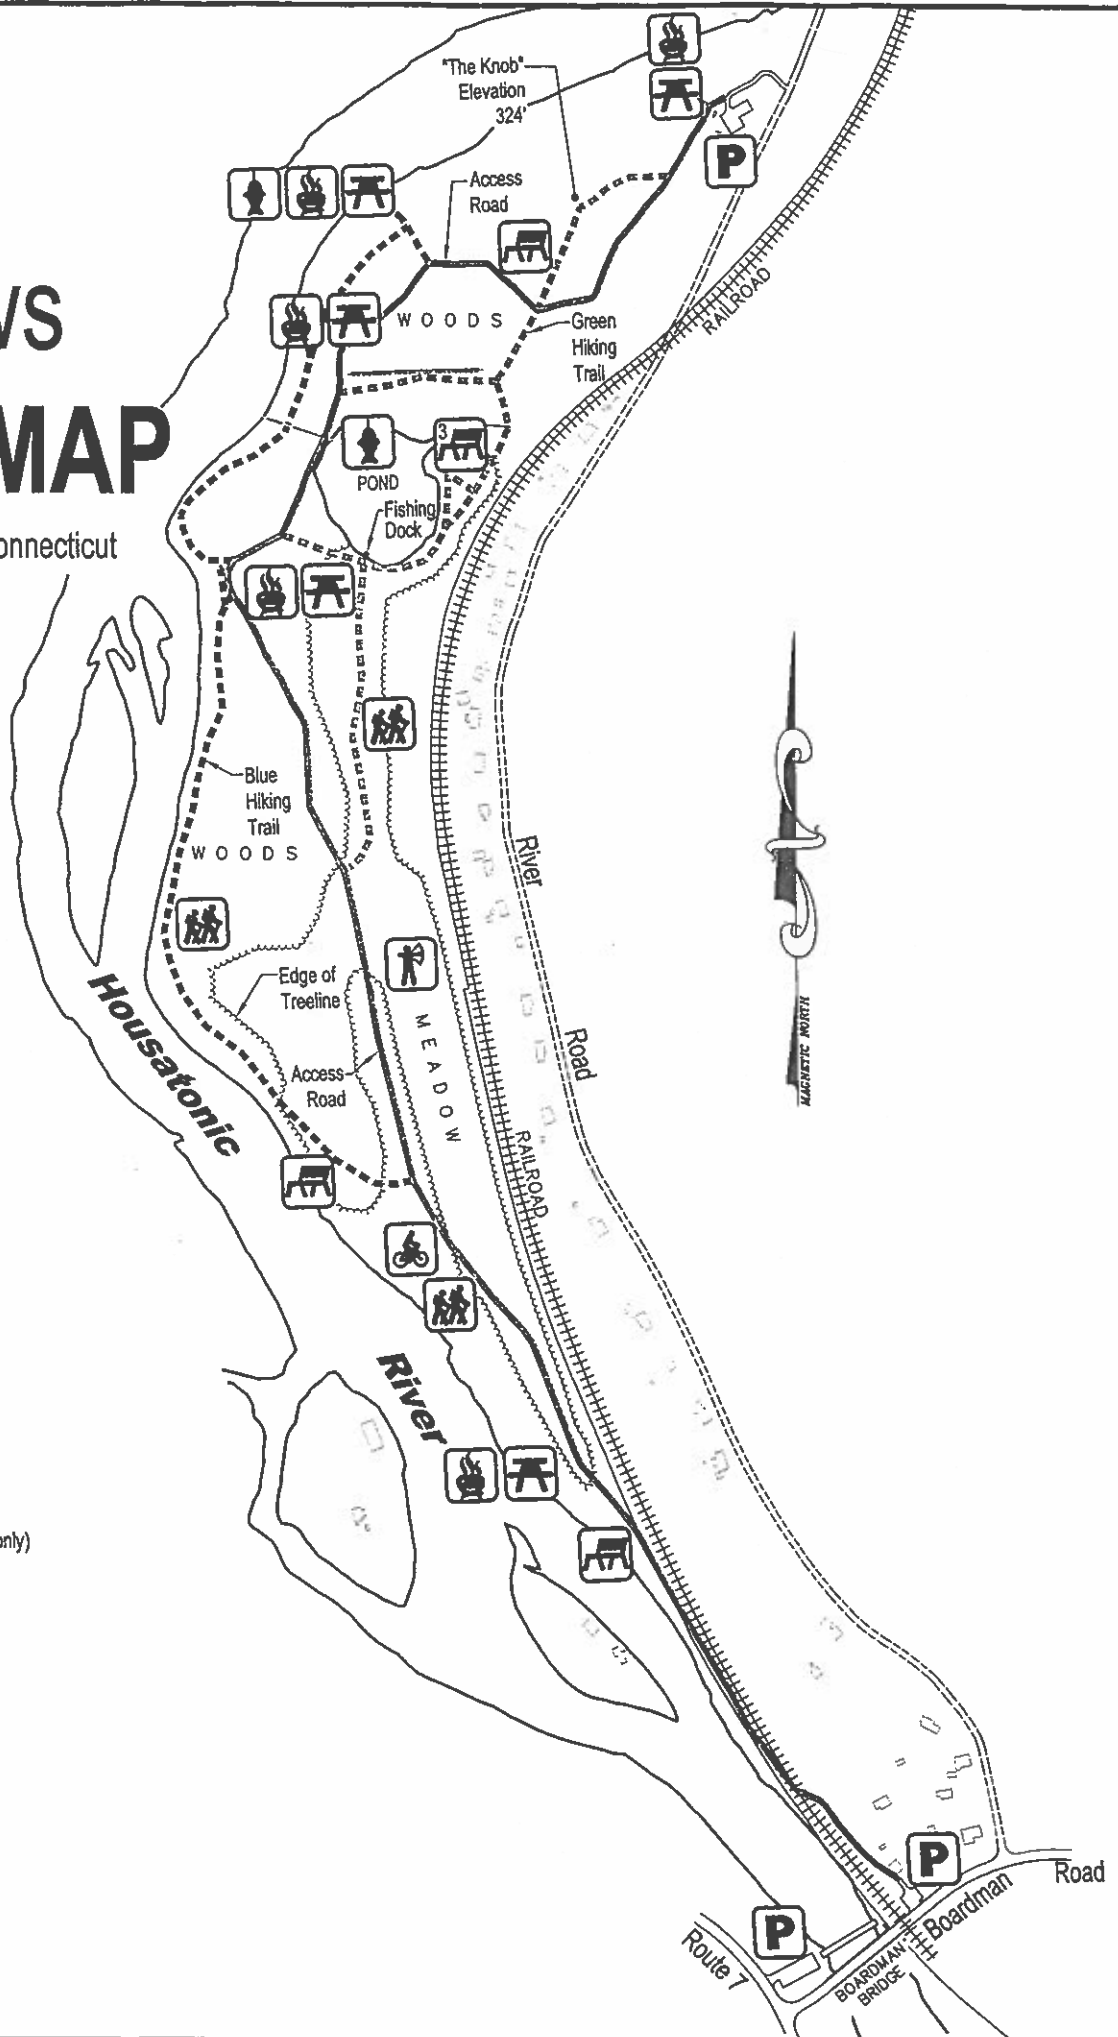 "The Knob"
Elevation
324'
P
Access
Road
VS
MAP
onnecticut
WOODS
RAILROAD
Green
Hiking
Trail
3
POND
Fishing
Dock
Blue
Hiking
Trail
WOODS
River
Road
Edge of
Treeline
MEADOW
Access
Road
Housatonic
River
RAILROAD
MAGNETIC NORTH
only)
P
P
Road
Boardman
Route 7
BOARDMAN
BRIDGE